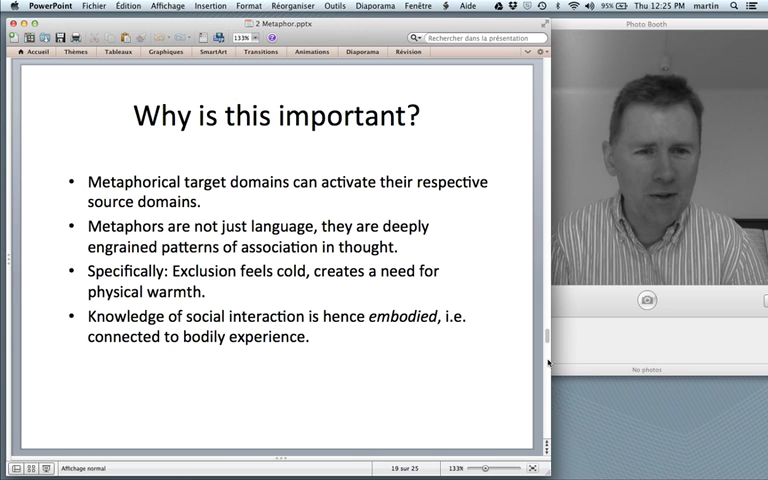 PowerPoint Fichier Édition Affichage Insertion Format Réorganiser Outils Diaporama Fenêtre Aide 95% Thu 12:25 PM martin
2 Metaphor.pptx
Photo Booth
133% Rechercher dans la présentation
Accueil Thèmes Tableaux Graphiques SmartArt Transitions Animations Diaporama Révision
Why is this important?
• Metaphorical target domains can activate their respective
source domains.
• Metaphors are not just language, they are deeply
engrained patterns of association in thought.
• Specifically: Exclusion feels cold, creates a need for
physical warmth.
• Knowledge of social interaction is hence embodied, i.e.
connected to bodily experience.
No photos
Affichage normal 19 sur 25 133%